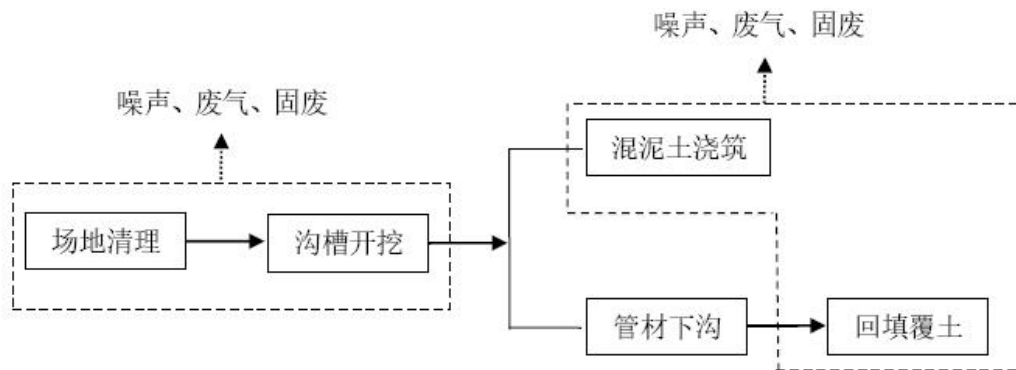 噪声、废气、固废
噪声、废气、固废
混泥土浇筑
场地清理
沟槽开挖
管材下沟
回填覆土